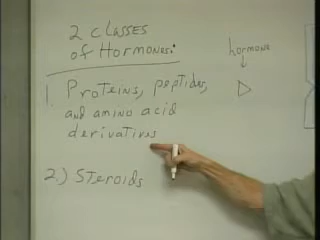 2 Classes
of Hormones:
hormone
1. Proteins, peptides,
and amino acid
derivatives
2.) Steroids